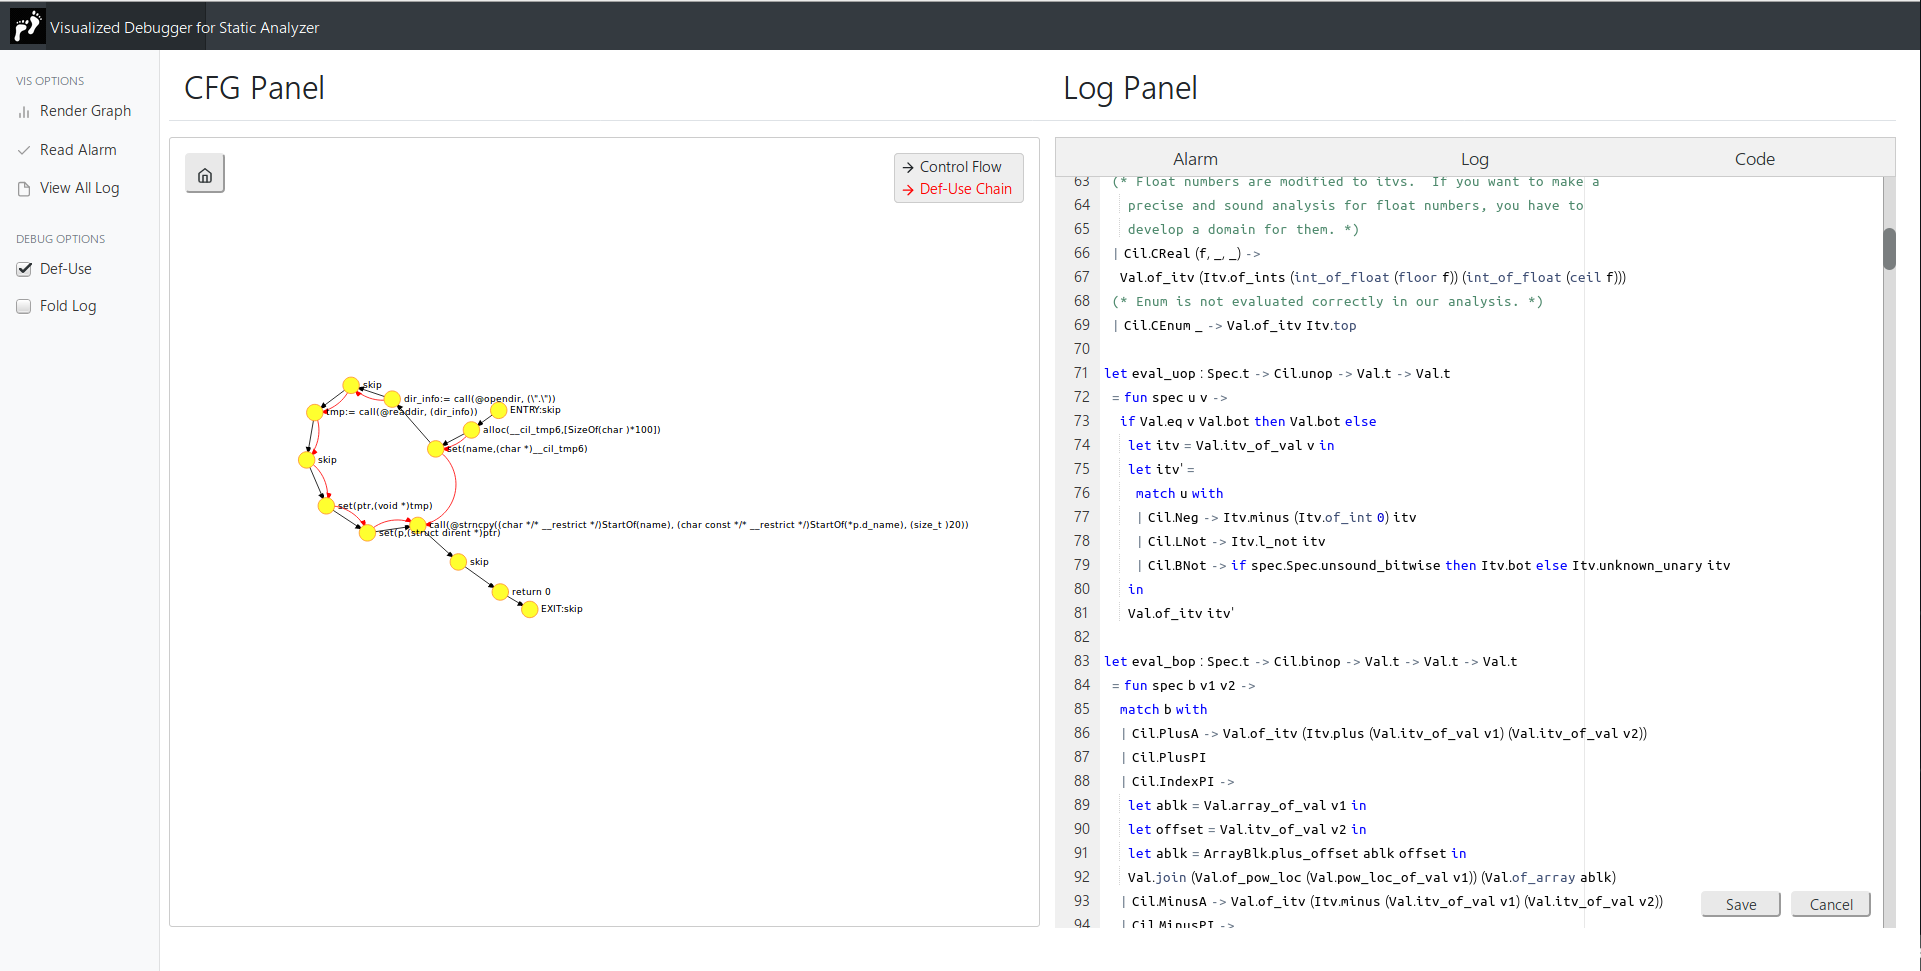 Visualized Debugger for Static Analyzer
VIS OPTIONS
Render Graph
Read Alarm
View All Log
DEBUG OPTIONS
Def-Use
Fold Log
CFG Panel
Control Flow
Def-Use Chain
skip
dir_info:= call(@opendir, (\".\"))
tmp:= call(@readdir, (dir_info))
ENTRY:skip
alloc(__cil_tmp6,[SizeOf(char )*100])
set(name,(char *)__cil_tmp6)
skip
set(ptr,(void *)tmp)
call(@strncpy((char */* __restrict */)StartOf(name), (char const */* __restrict */)StartOf(*p.d_name), (size_t )20))
set(p,(struct dirent *)ptr)
skip
return 0
EXIT:skip
Log Panel
Alarm Log Code
63 (* Float numbers are modified to itvs.  If you want to make a
64 precise and sound analysis for float numbers, you have to
65 develop a domain for them. *)
66 | Cil.CReal (f, _, _) ->
67 Val.of_itv (Itv.of_ints (int_of_float (floor f)) (int_of_float (ceil f)))
68 (* Enum is not evaluated correctly in our analysis. *)
69 | Cil.CEnum _ -> Val.of_itv Itv.top
70
71 let eval_uop : Spec.t -> Cil.unop -> Val.t -> Val.t
72 = fun spec u v ->
73 if Val.eq v Val.bot then Val.bot else
74 let itv = Val.itv_of_val v in
75 let itv' =
76 match u with
77 | Cil.Neg -> Itv.minus (Itv.of_int 0) itv
78 | Cil.LNot -> Itv.l_not itv
79 | Cil.BNot -> if spec.Spec.unsound_bitwise then Itv.bot else Itv.unknown_unary itv
80 in
81 Val.of_itv itv'
82
83 let eval_bop : Spec.t -> Cil.binop -> Val.t -> Val.t -> Val.t
84 = fun spec b v1 v2 ->
85 match b with
86 | Cil.PlusA -> Val.of_itv (Itv.plus (Val.itv_of_val v1) (Val.itv_of_val v2))
87 | Cil.PlusPI
88 | Cil.IndexPI ->
89 let ablk = Val.array_of_val v1 in
90 let offset = Val.itv_of_val v2 in
91 let ablk = ArrayBlk.plus_offset ablk offset in
92 Val.join (Val.of_pow_loc (Val.pow_loc_of_val v1)) (Val.of_array ablk)
93 | Cil.MinusA -> Val.of_itv (Itv.minus (Val.itv_of_val v1) (Val.itv_of_val v2))
94 | Cil.MinusPI ->
Save Cancel